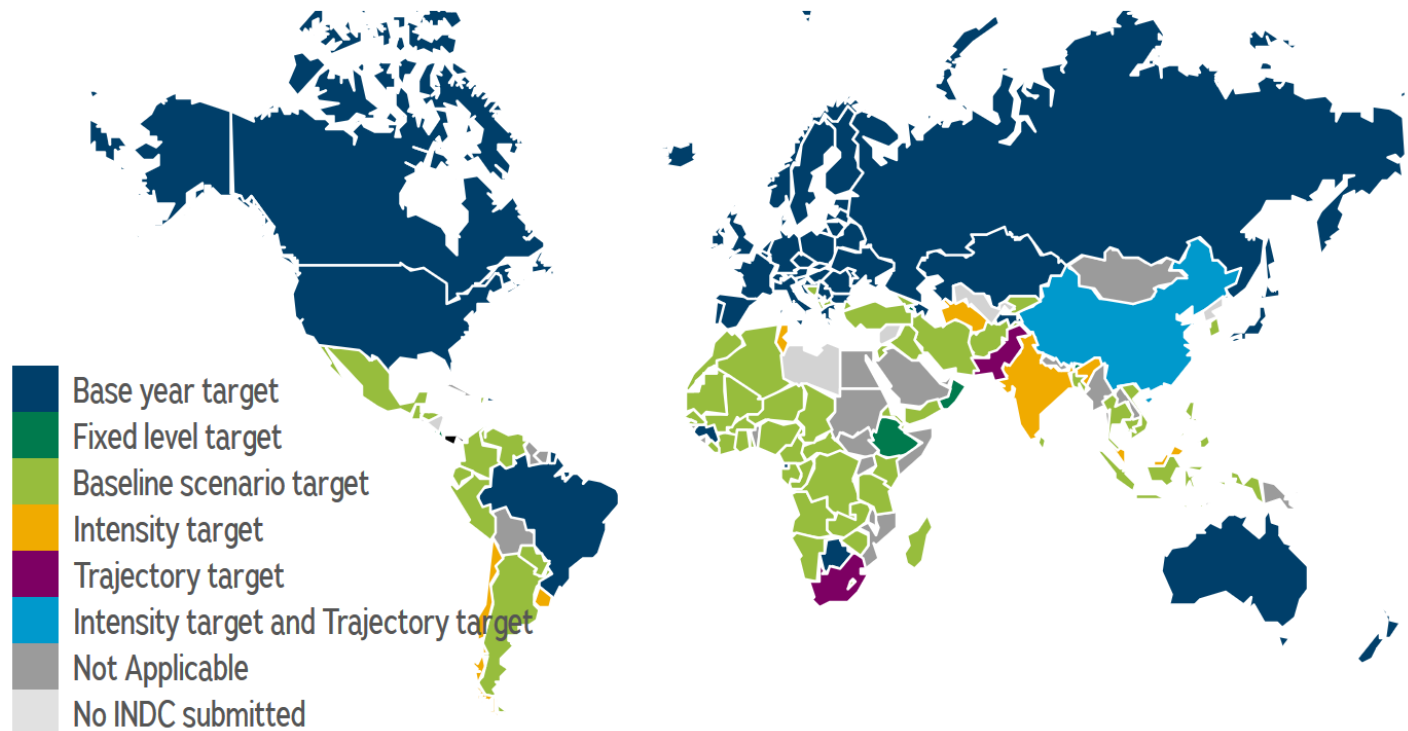 Base year target
Fixed level target
Baseline scenario target
Intensity target
Trajectory target
Intensity target and Trajectory target
Not Applicable
No INDC submitted